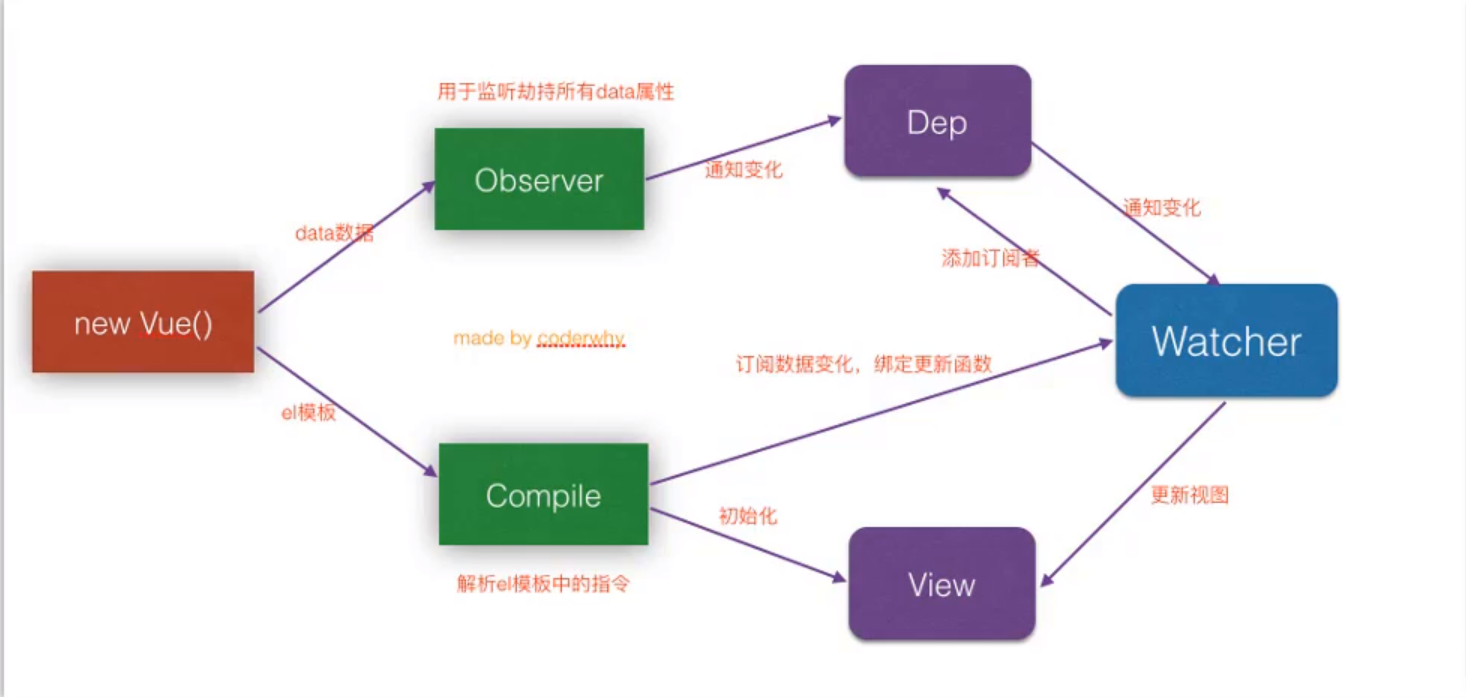 用于监听劫持所有data属性
Dep
Observer
通知变化
通知变化
data数据
添加订阅者
new Vue()
made by coderwhy
Watcher
订阅数据变化，绑定更新函数
el模板
Compile
更新视图
初始化
解析el模板中的指令
View